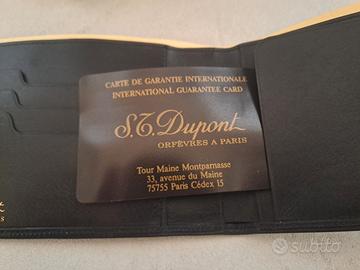 CARTE DE GARANTIE INTERNATIONALE
INTERNATIONAL GUARANTEE CARD
S.T. Dupont
ORFÈVRES A PARIS
Tour Maine Montparnasse
33, avenue du Maine
75755 Paris Cédex 15
subito